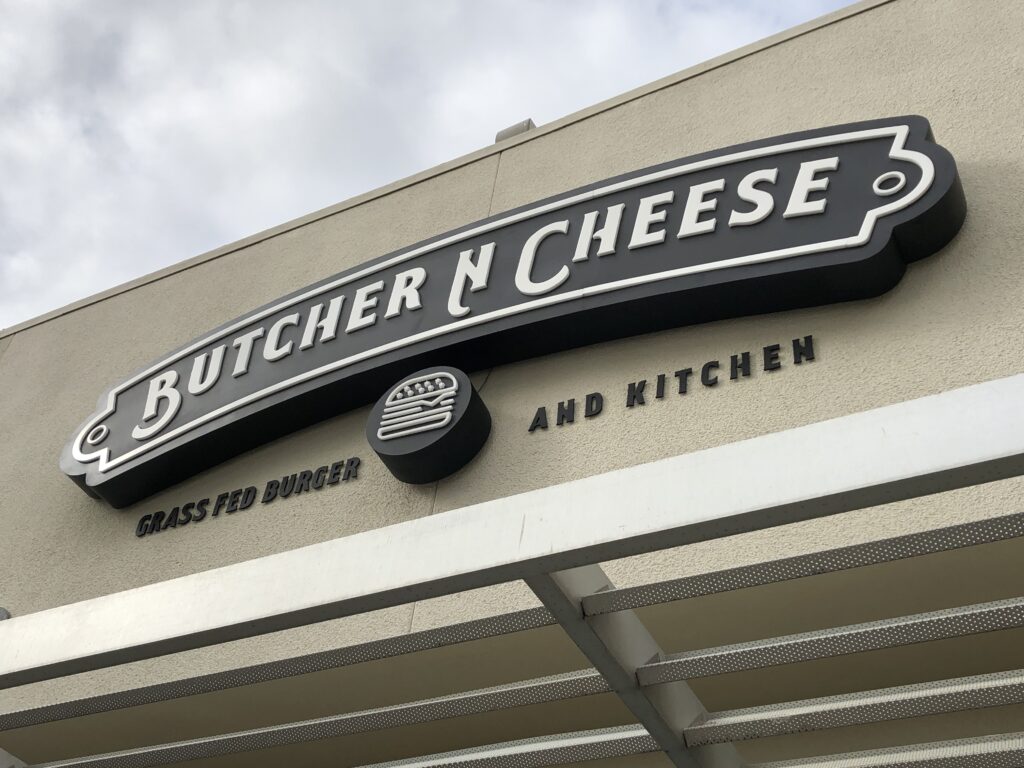 BUTCHER N CHEESE
GRASS FED BURGER AND KITCHEN